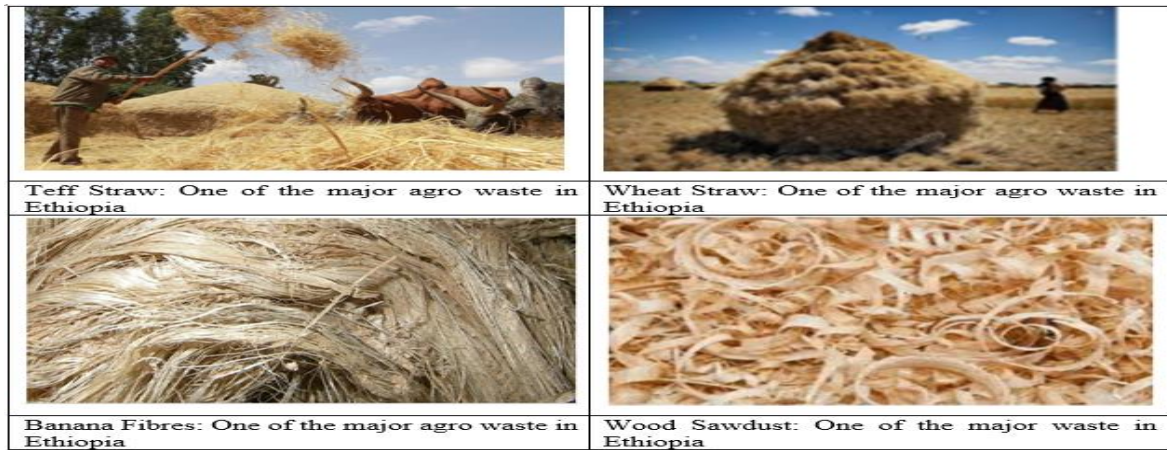 Teff Straw: One of the major agro waste in
Ethiopia
Wheat Straw: One of the major agro waste in
Ethiopia
Banana Fibres: One of the major agro waste in
Ethiopia
Wood Sawdust: One of the major waste in
Ethiopia